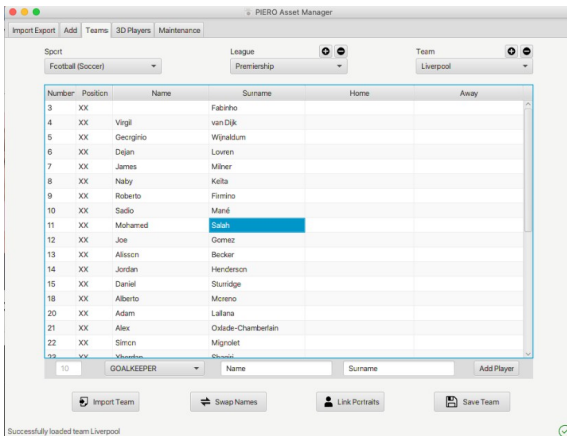 PIERO Asset Manager
Import Export Add Teams 3D Players Maintenance
Sport League Team
Football (Soccer) Premiership Liverpool
Number Position Name Surname Home Away
3 XX Fabinho
4 XX Virgil van Dijk
5 XX Georginio Wijnaldum
6 XX Dejan Lovren
7 XX James Milner
8 XX Naby Keïta
9 XX Roberto Firmino
10 XX Sadio Mané
11 XX Mohamed Salah
12 XX Joe Gomez
13 XX Alisson Becker
14 XX Jordan Henderson
15 XX Daniel Sturridge
18 XX Alberto Moreno
20 XX Adam Lallana
21 XX Alex Oxlade-Chamberlain
22 XX Simon Mignolet
23 XX Xherdan Shaqiri
10 GOALKEEPER Name Surname Add Player
Import Team Swap Names Link Portraits Save Team
Successfully loaded team Liverpool